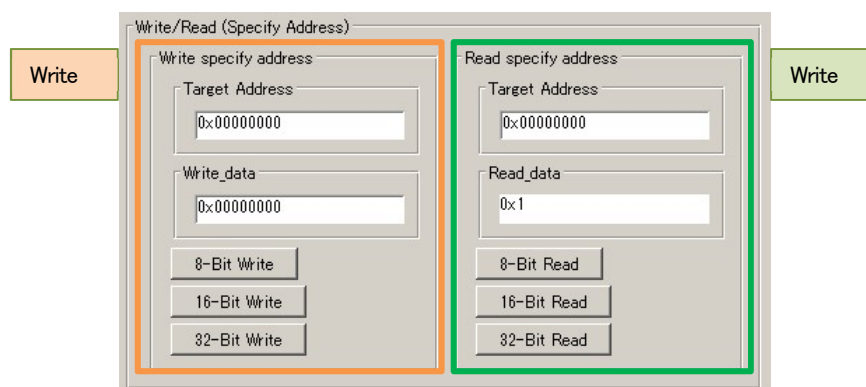 Write/Read (Specify Address)
Write
Write specify address
Target Address
0x00000000
Write_data
0x00000000
8-Bit Write
16-Bit Write
32-Bit Write
Read specify address
Target Address
0x00000000
Read_data
0x1
8-Bit Read
16-Bit Read
32-Bit Read
Write